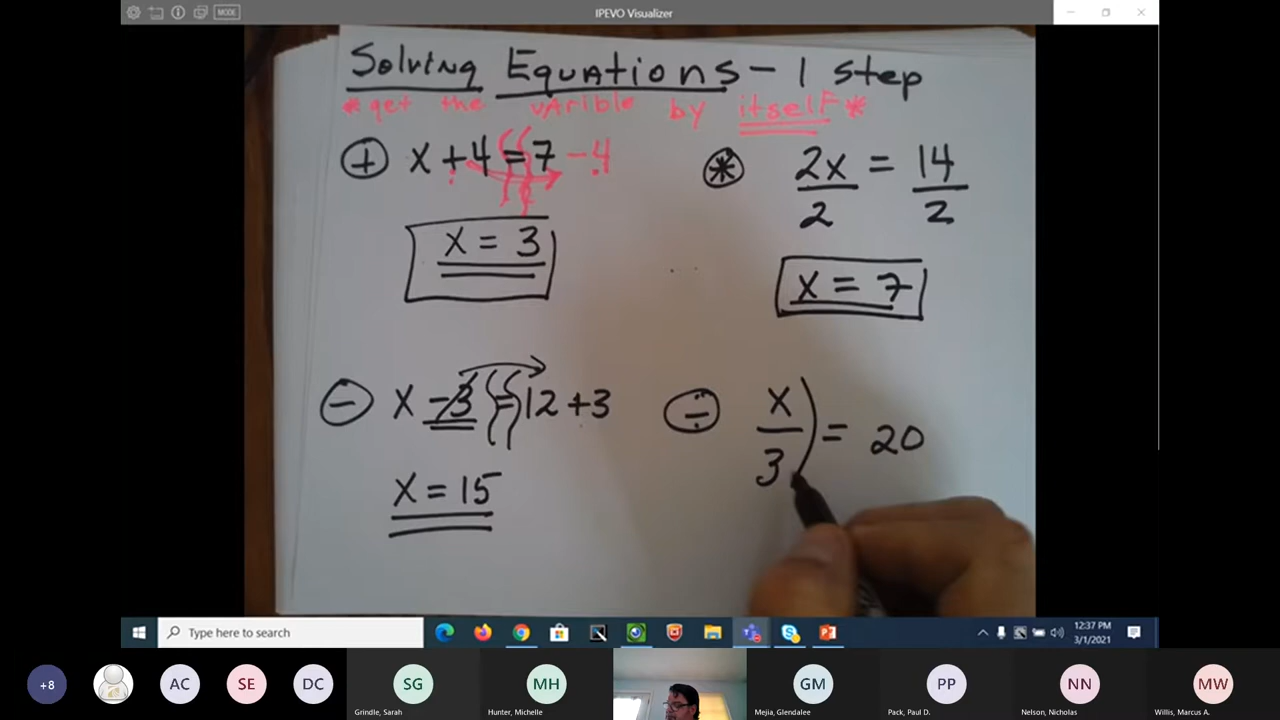 MODE
IPEVO Visualizer
Solving Equations - 1 step
*get the varible by itself*
+ x + 4 = 7 - 4
x = 3
* 2x = 14
2 2
x = 7
- x - 3 = 12 + 3
x = 15
÷ x
3 = 20
Type here to search
12:37 PM
3/1/2021
+8
AC
SE
DC
SG
Grindle, Sarah
MH
Hunter, Michelle
GM
Mejia, Glendalee
PP
Pack, Paul D.
NN
Nelson, Nicholas
MW
Willis, Marcus A.